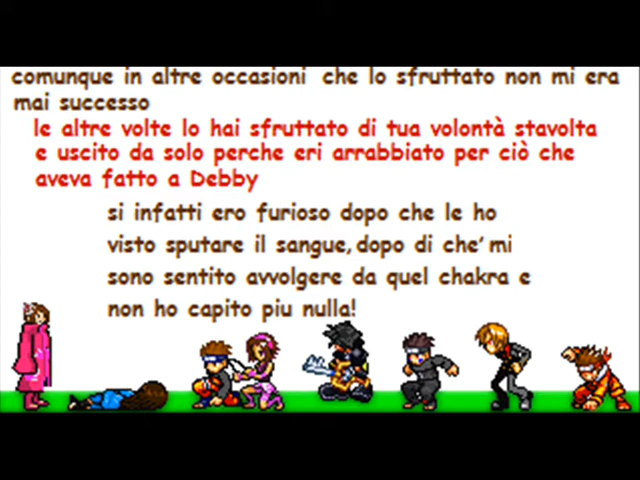 comunque in altre occasioni che lo sfruttato non mi era
mai successo
le altre volte lo hai sfruttato di tua volontà stavolta
e uscito da solo perche eri arrabbiato per ciò che
aveva fatto a Debby
si infatti ero furioso dopo che le ho
visto sputare il sangue, dopo di che' mi
sono sentito avvolgere da quel chakra e
non ho capito piu nulla!